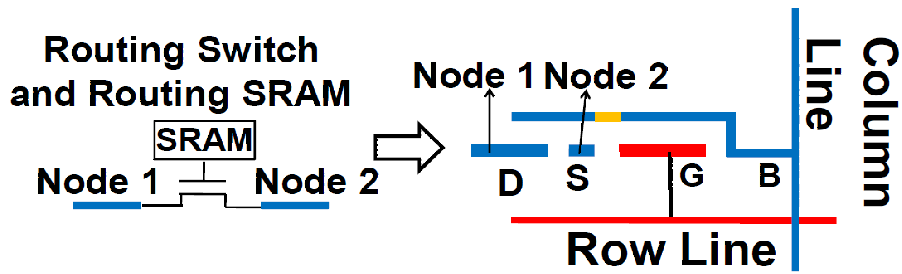 Routing Switch
and Routing SRAM
SRAM
Node 1 Node 2
Node 1 Node 2
D S G B
Row Line
Column
Line